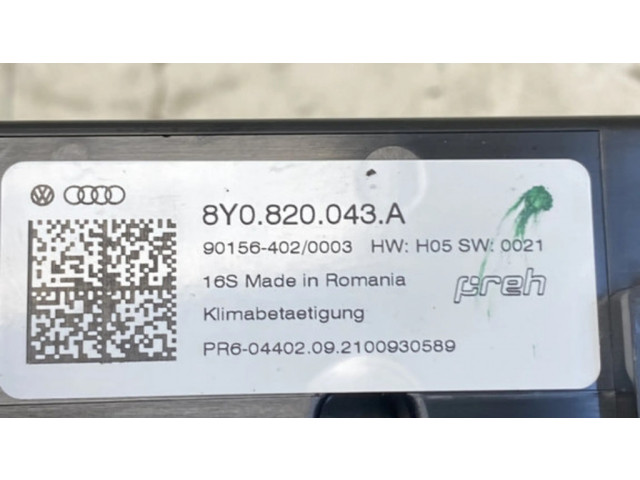 8Y0.820.043.A
90156-402/0003 HW: H05 SW: 0021
16S Made in Romania
preh
Klimabetaetigung
PR6-04402.09.2100930589